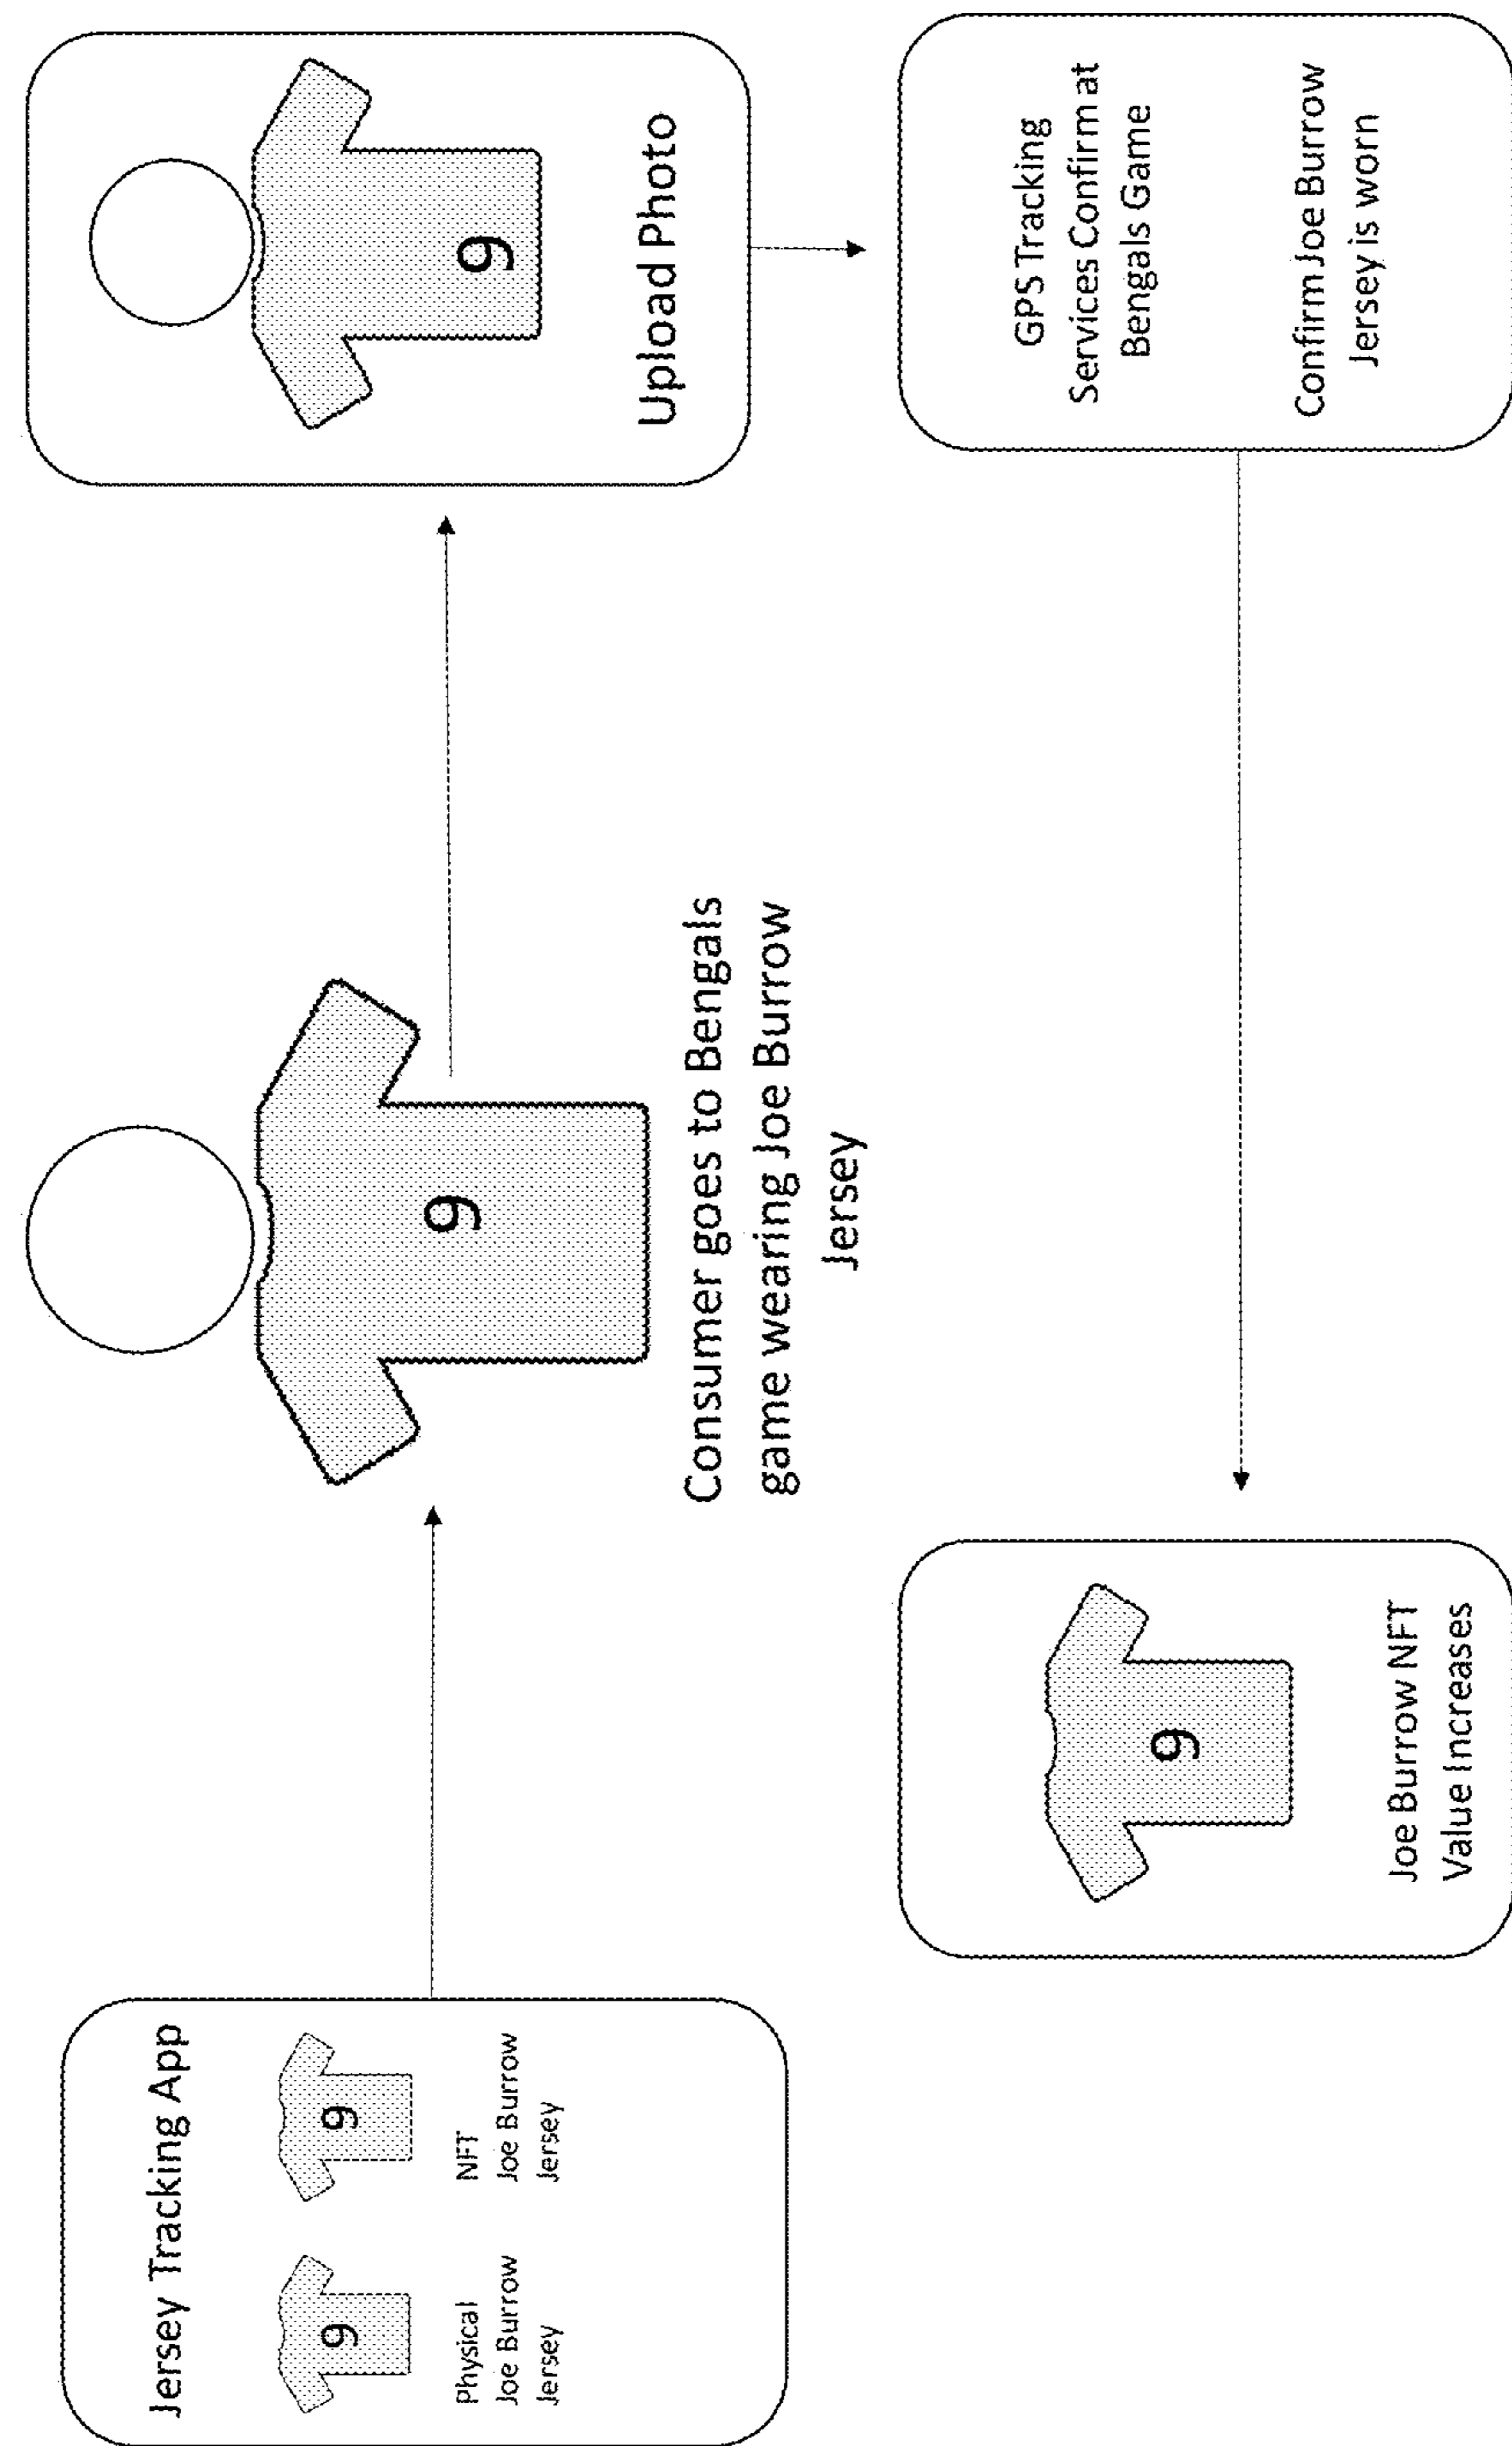 Jersey Tracking App
9
9
Physical
Joe Burrow
Jersey
NFT
Joe Burrow
Jersey
9
Consumer goes to Bengals
game wearing Joe Burrow
Jersey
9
Upload Photo
GPS Tracking
Services Confirm at
Bengals Game
Confirm Joe Burrow
Jersey is worn
9
Joe Burrow NFT
Value Increases